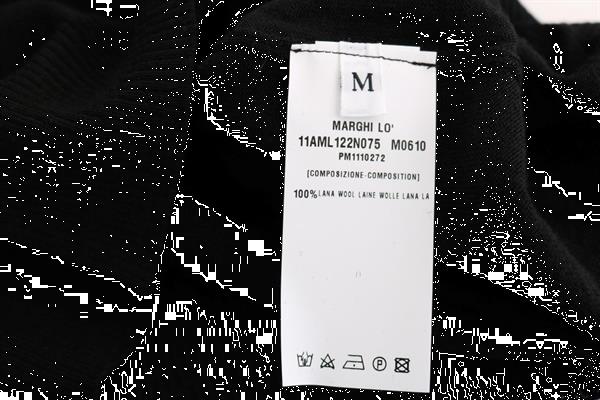 M
MARGHI LO'
11AML122N075 M0610
PM1110272
[COMPOSIZIONE-COMPOSITION]
100% LANA WOOL LAINE WOLLE LANA LA
P